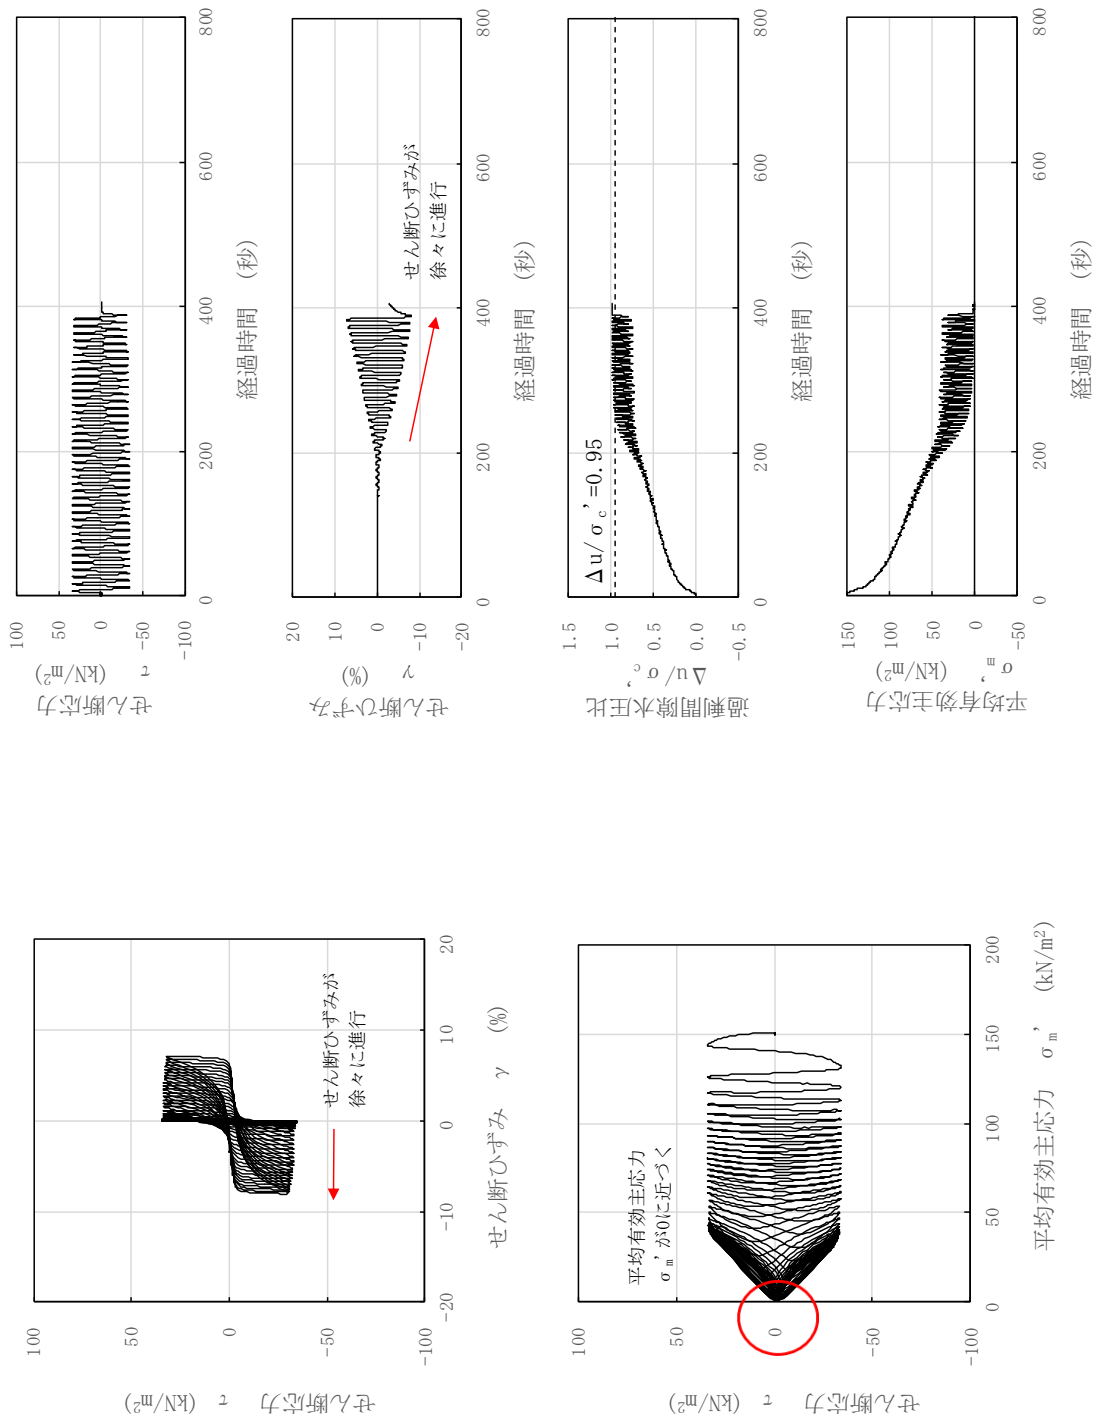 100
50
0
-50
-100
せん断応力
τ (kN/m²)
0
200
400
600
800
経過時間 (秒)
20
10
0
-10
-20
せん断ひずみ
γ (%)
0
200
400
600
800
経過時間 (秒)
せん断ひずみが
徐々に進行
1.5
1.0
0.5
0.0
-0.5
過剰間隙水圧比
Δu/σc'
Δu/σc'=0.95
0
200
400
600
800
経過時間 (秒)
150
100
50
0
-50
平均有効主応力
σm' (kN/m²)
0
200
400
600
800
経過時間 (秒)
100
50
0
-50
-100
せん断応力 τ (kN/m²)
-20
-10
0
10
20
せん断ひずみ γ (%)
せん断ひずみが
徐々に進行
100
50
0
-50
-100
せん断応力 τ (kN/m²)
0
50
100
150
200
平均有効主応力 σm' (kN/m²)
平均有効主応力
σm'が0に近づく